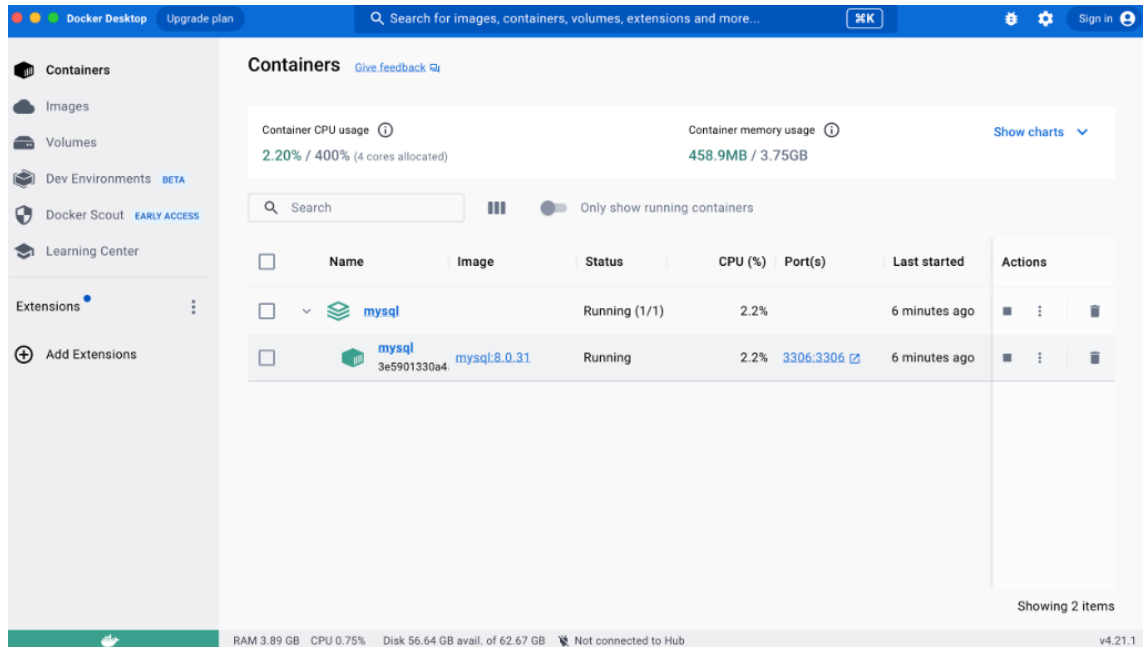 Docker Desktop Upgrade plan Search for images, containers, volumes, extensions and more... ⌘K Sign in
Containers
Images
Volumes
Dev Environments BETA
Docker Scout EARLY ACCESS
Learning Center
Extensions
Add Extensions
Containers Give feedback
Container CPU usage
2.20% / 400% (4 cores allocated)
Container memory usage
458.9MB / 3.75GB
Show charts
Search
Only show running containers
Name Image Status CPU (%) Port(s) Last started Actions
mysql Running (1/1) 2.2% 6 minutes ago
mysql
3e5901330a4 mysql:8.0.31 Running 2.2% 3306:3306 6 minutes ago
Showing 2 items
RAM 3.89 GB CPU 0.75% Disk 56.64 GB avail. of 62.67 GB Not connected to Hub v4.21.1